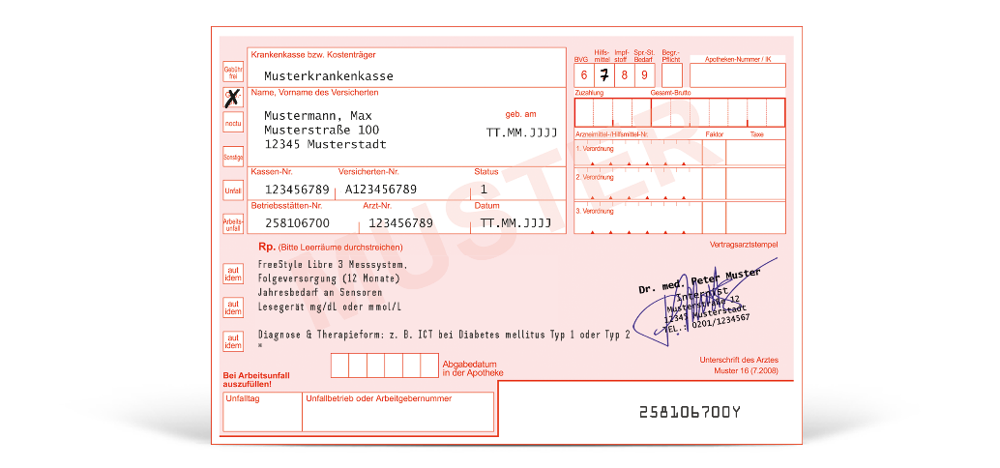 Krankenkasse bzw. Kostenträger
Musterkrankenkasse
Gebühr frei
Name, Vorname des Versicherten
Mustermann, Max
Musterstraße 100
12345 Musterstadt
geb. am
TT.MM.JJJJ
noctu
Sonstige
Unfall
Arbeits-unfall
Kassen-Nr. Versicherten-Nr. Status
123456789 A123456789 1
Betriebsstätten-Nr. Arzt-Nr. Datum
258106700 123456789 TT.MM.JJJJ
BVG Hilfs-mittel Impf-stoff Spr.-St. Bedarf Begr.-Pflicht
6 7 8 9
Apotheken-Nummer / IK
Zuzahlung Gesamt-Brutto
Arzneimittel-/Hilfsmittel-Nr. Faktor Taxe
1. Verordnung
2. Verordnung
3. Verordnung
MUSTER
Rp. (Bitte Leerräume durchstreichen)
Vertragsarztstempel
aut idem
FreeStyle Libre 3 Messsystem,
Folgeversorgung (12 Monate)
Jahresbedarf an Sensoren
aut idem
Lesegerät mg/dL oder mmol/L
aut idem
Diagnose & Therapieform: z. B. ICT bei Diabetes mellitus Typ 1 oder Typ 2
*
Dr. med. Peter Muster
Internist
Musterstraße 12
12345 Musterstadt
TEL.: 0201/1234567
Abgabedatum
in der Apotheke
Unterschrift des Arztes
Muster 16 (7.2008)
Bei Arbeitsunfall
auszufüllen!
Unfalltag Unfallbetrieb oder Arbeitgebernummer
258106700Y